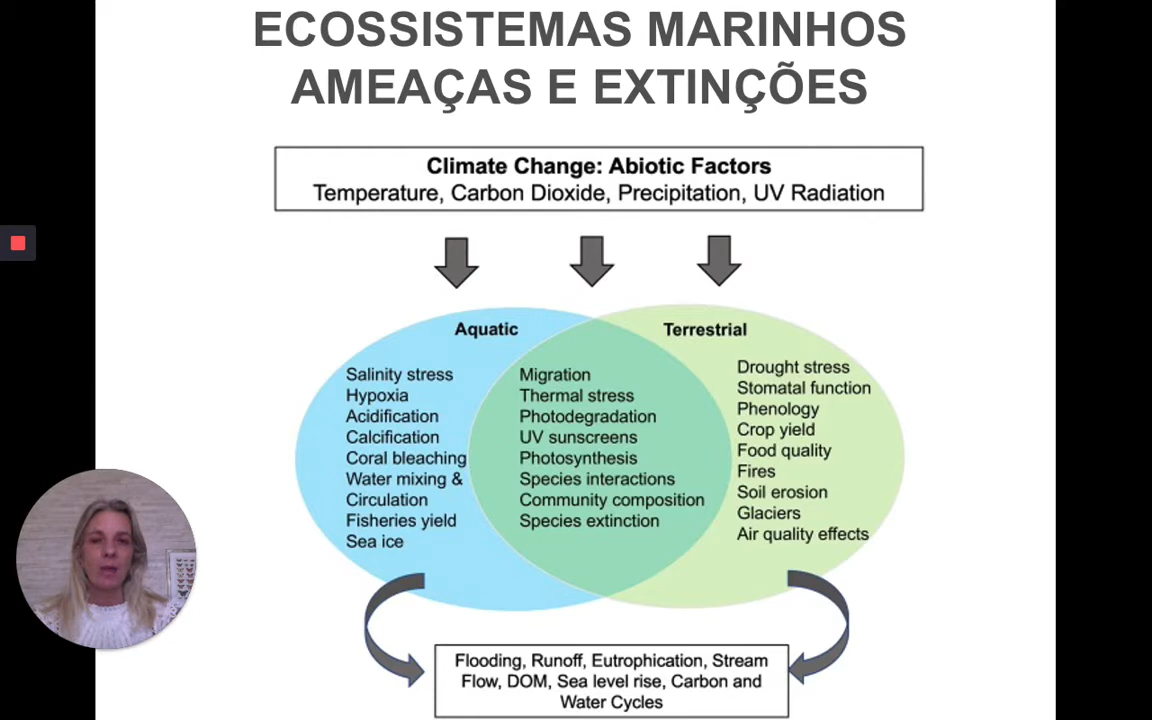 ECOSSISTEMAS MARINHOS
AMEAÇAS E EXTINÇÕES
Climate Change: Abiotic Factors
Temperature, Carbon Dioxide, Precipitation, UV Radiation
Aquatic
Salinity stress
Hypoxia
Acidification
Calcification
Coral bleaching
Water mixing &
Circulation
Fisheries yield
Sea ice
Migration
Thermal stress
Photodegradation
UV sunscreens
Photosynthesis
Species interactions
Community composition
Species extinction
Terrestrial
Drought stress
Stomatal function
Phenology
Crop yield
Food quality
Fires
Soil erosion
Glaciers
Air quality effects
Flooding, Runoff, Eutrophication, Stream
Flow, DOM, Sea level rise, Carbon and
Water Cycles